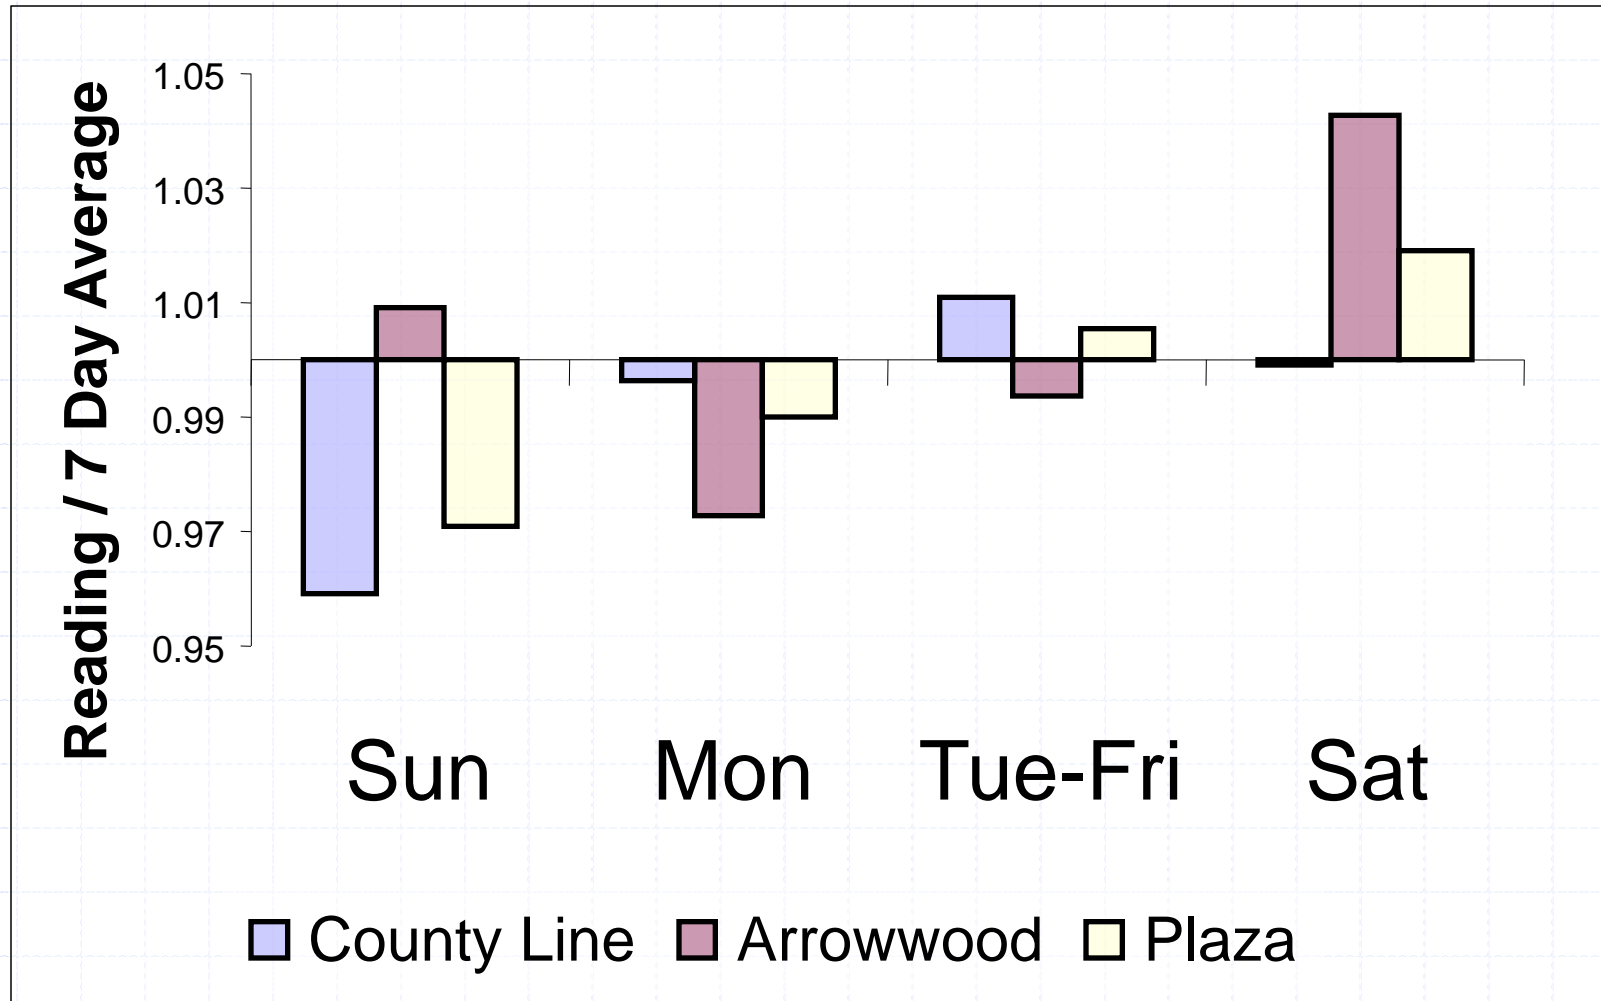 Reading / 7 Day Average
1.05
1.03
1.01
0.99
0.97
0.95
Sun Mon Tue-Fri Sat
County Line Arrowwood Plaza